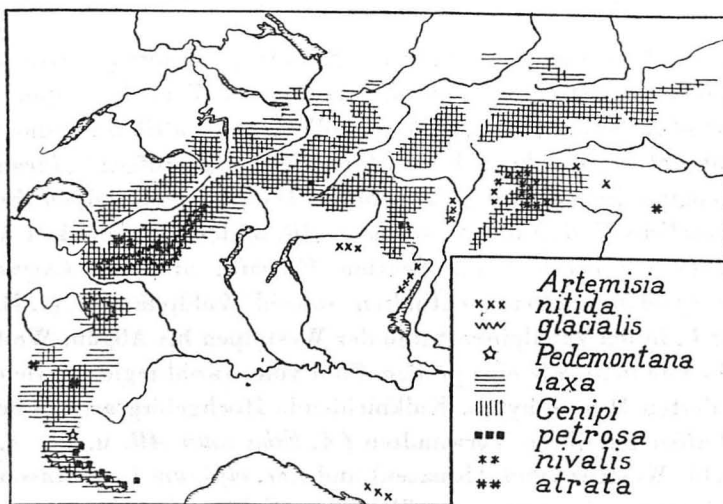 Artemisia
××× nitida
glacialis
☆ Pedemontana
laxa
Genipi
petrosa
nivalis
atrata